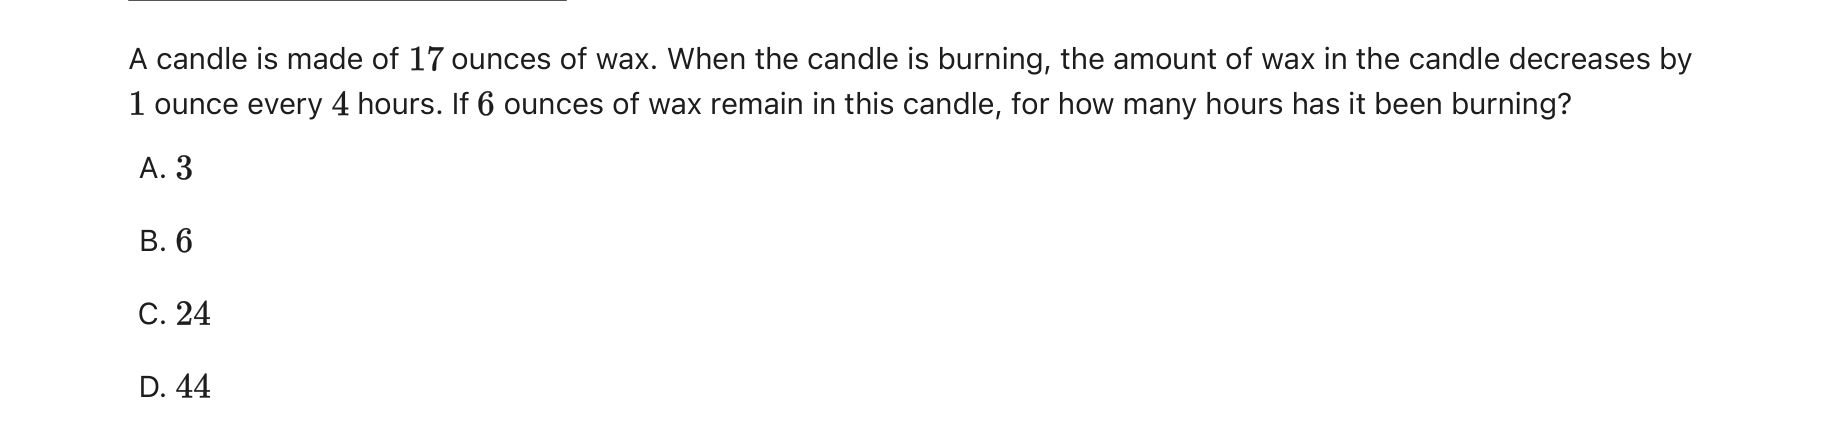 A candle is made of 17 ounces of wax. When the candle is burning, the amount of wax in the candle decreases by
1 ounce every 4 hours. If 6 ounces of wax remain in this candle, for how many hours has it been burning?
A. 3
B. 6
C. 24
D. 44